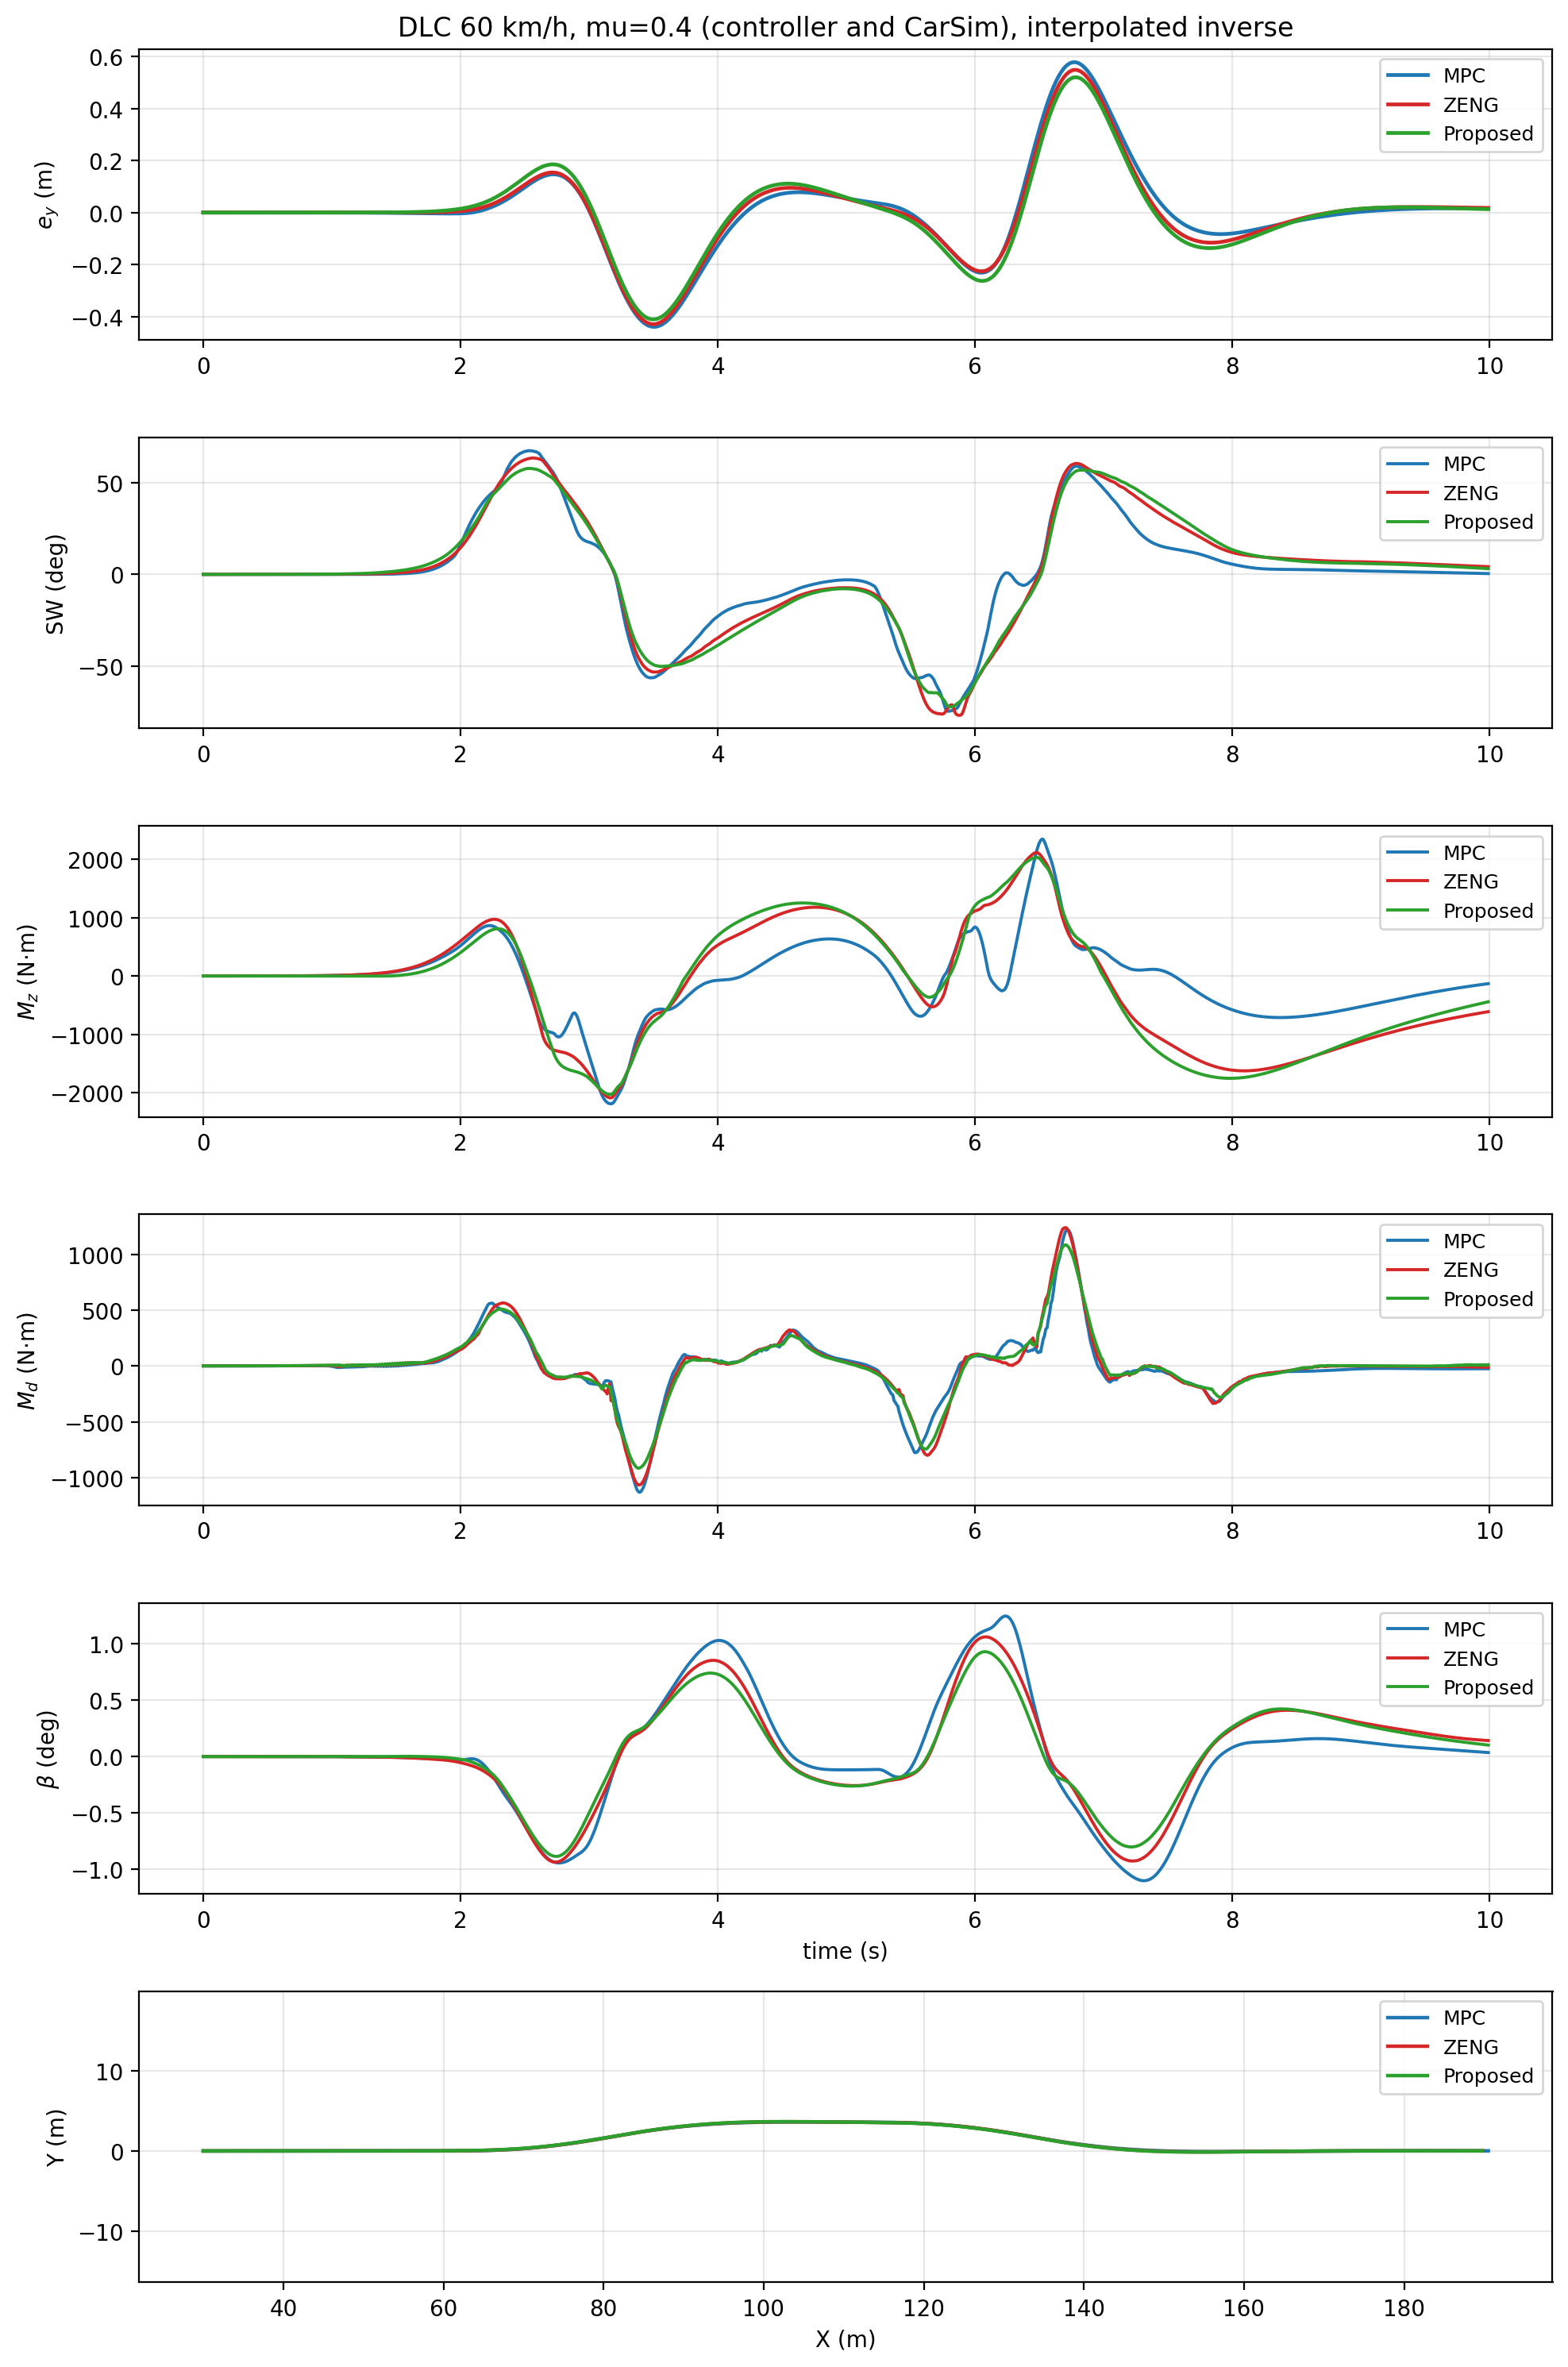 DLC 60 km/h, mu=0.4 (controller and CarSim), interpolated inverse
0.6
0.4
0.2
0.0
−0.2
−0.4
e_y (m)
MPC
ZENG
Proposed
0 2 4 6 8 10
50
0
−50
SW (deg)
MPC
ZENG
Proposed
0 2 4 6 8 10
2000
1000
0
−1000
−2000
M_z (N·m)
MPC
ZENG
Proposed
0 2 4 6 8 10
1000
500
0
−500
−1000
M_d (N·m)
MPC
ZENG
Proposed
0 2 4 6 8 10
1.0
0.5
0.0
−0.5
−1.0
β (deg)
MPC
ZENG
Proposed
0 2 4 6 8 10
time (s)
10
0
−10
Y (m)
MPC
ZENG
Proposed
40 60 80 100 120 140 160 180
X (m)